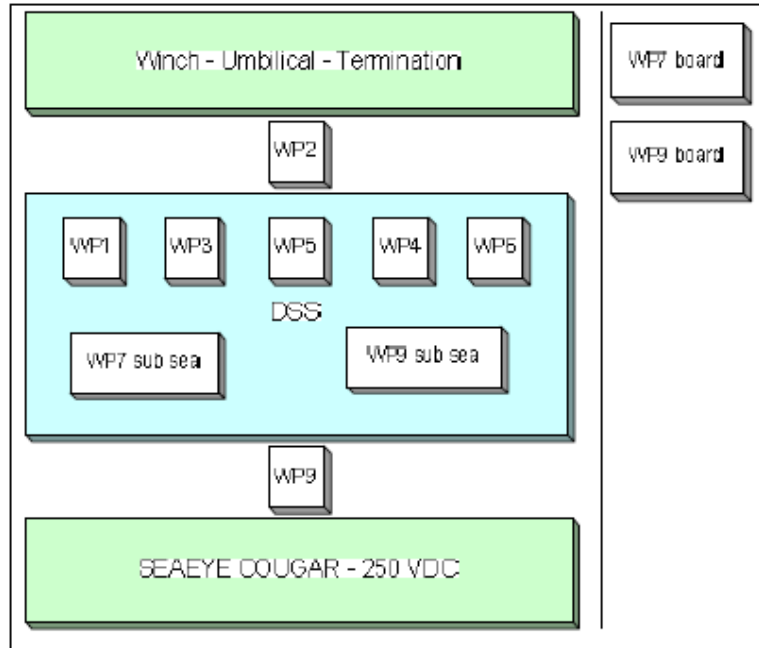 Winch - Umbilical - Termination
WP7 board
WP9 board
WP2
WP1
WP3
WP5
WP4
WP6
DSS
WP7 sub sea
WP9 sub sea
WP9
SEAEYE COUGAR - 250 VDC